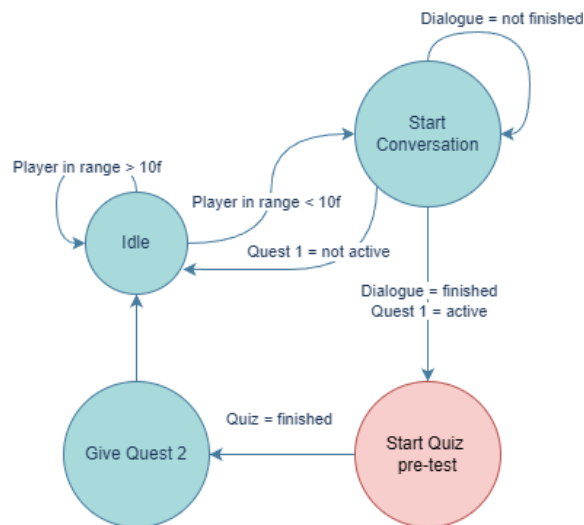 Dialogue = not finished
Start
Conversation
Player in range > 10f
Player in range < 10f
Idle
Quest 1 = not active
Dialogue = finished
Quest 1 = active
Quiz = finished
Give Quest 2
Start Quiz
pre-test